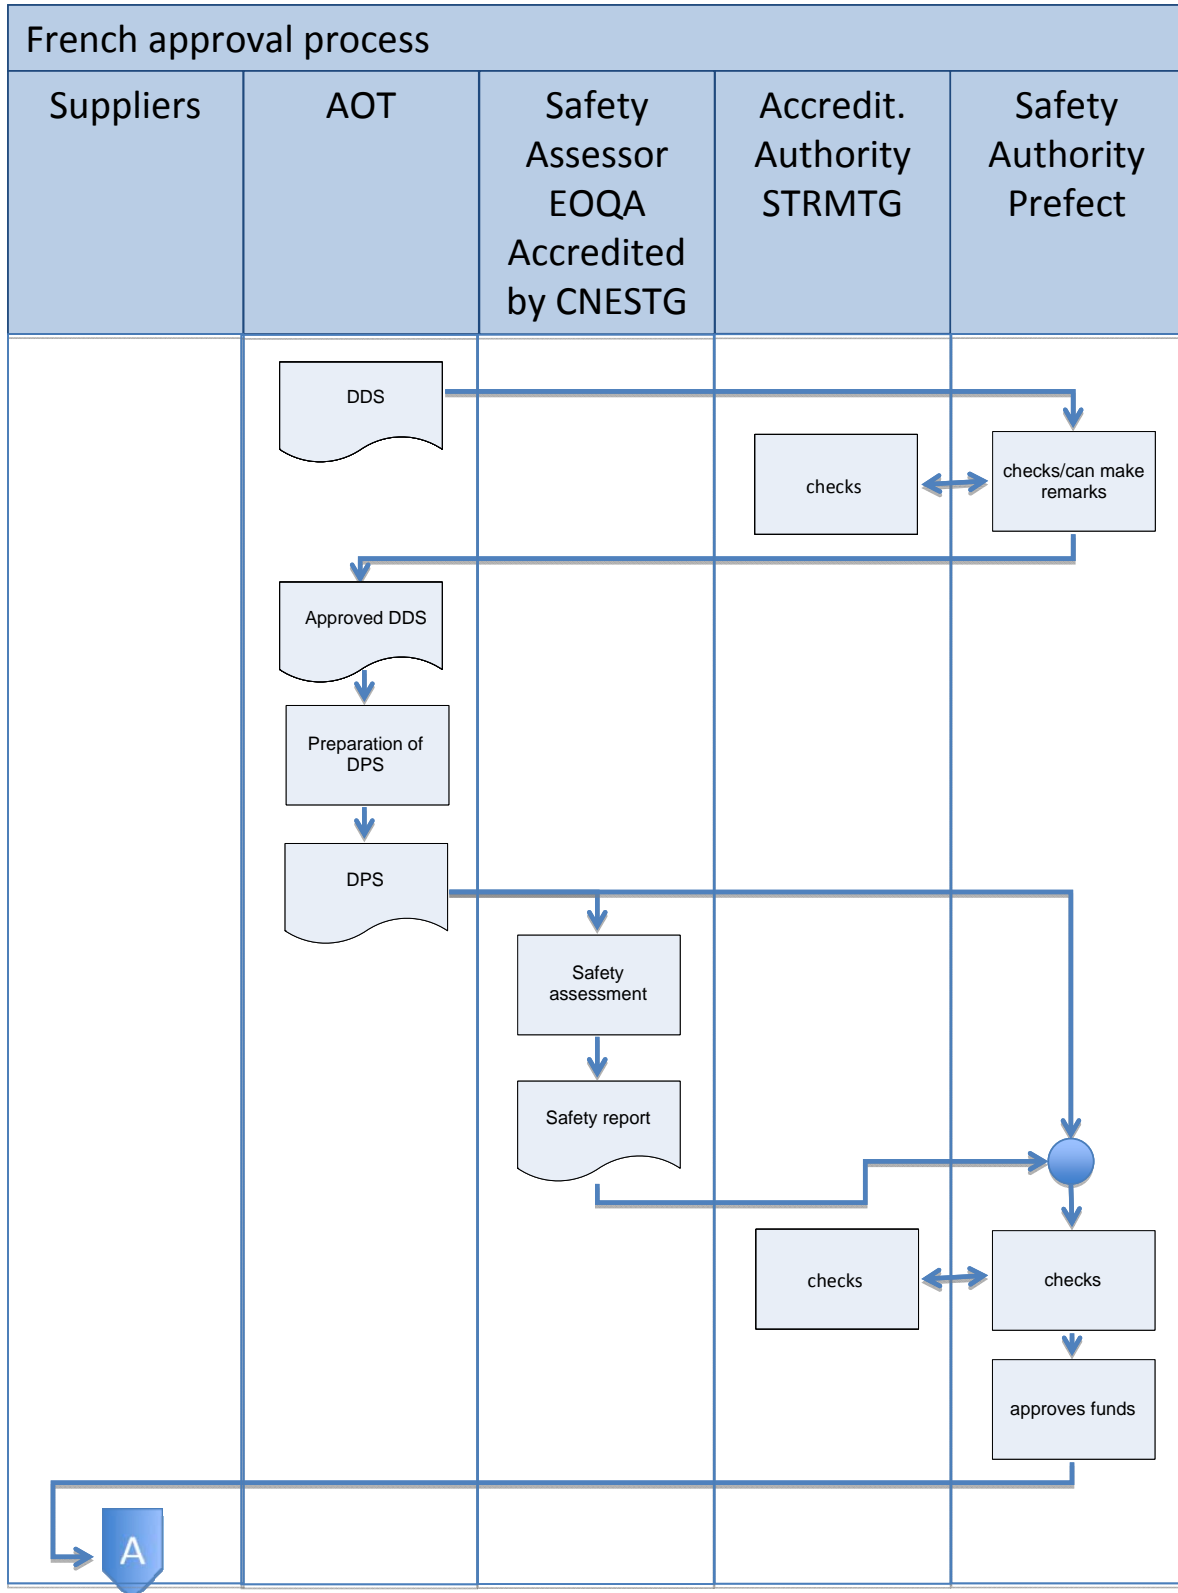 French approval process
Suppliers
AOT
Safety
Assessor
EOQA
Accredited
by CNESTG
Accredit.
Authority
STRMTG
Safety
Authority
Prefect
DDS
checks
checks/can make
remarks
Approved DDS
Preparation of
DPS
DPS
Safety
assessment
Safety report
checks
checks
approves funds
A